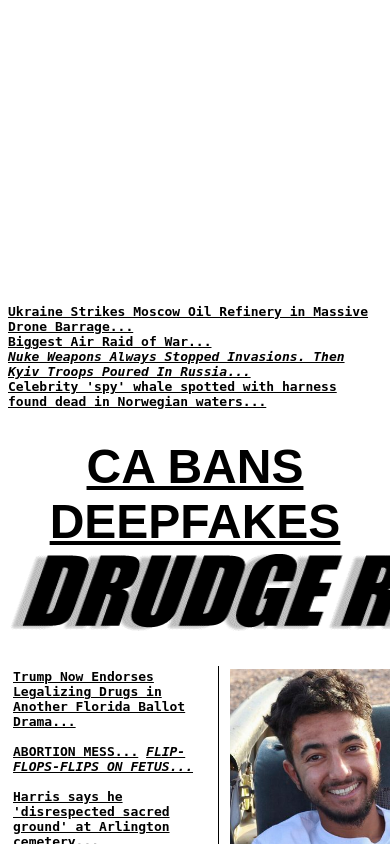 Ukraine Strikes Moscow Oil Refinery in Massive
Drone Barrage...
Biggest Air Raid of War...
Nuke Weapons Always Stopped Invasions. Then
Kyiv Troops Poured In Russia...
Celebrity 'spy' whale spotted with harness
found dead in Norwegian waters...
CA BANS
DEEPFAKES
DRUDGE R
Trump Now Endorses
Legalizing Drugs in
Another Florida Ballot
Drama...
ABORTION MESS... FLIP-
FLOPS-FLIPS ON FETUS...
Harris says he
'disrespected sacred
ground' at Arlington
cemetery...